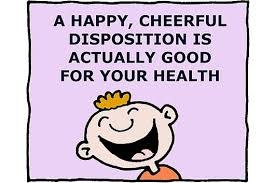 A HAPPY, CHEERFUL
DISPOSITION IS
ACTUALLY GOOD
FOR YOUR HEALTH